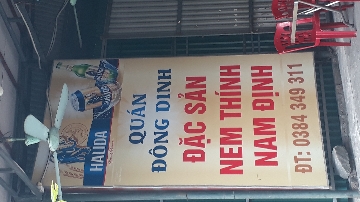 HALIDA
QUÁN
ĐÔNG DINH
ĐẶC SẢN
NEM THÍNH
NAM ĐỊNH
ĐT: 0384 349 311